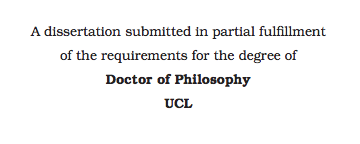 A dissertation submitted in partial fulfillment
of the requirements for the degree of
Doctor of Philosophy
UCL